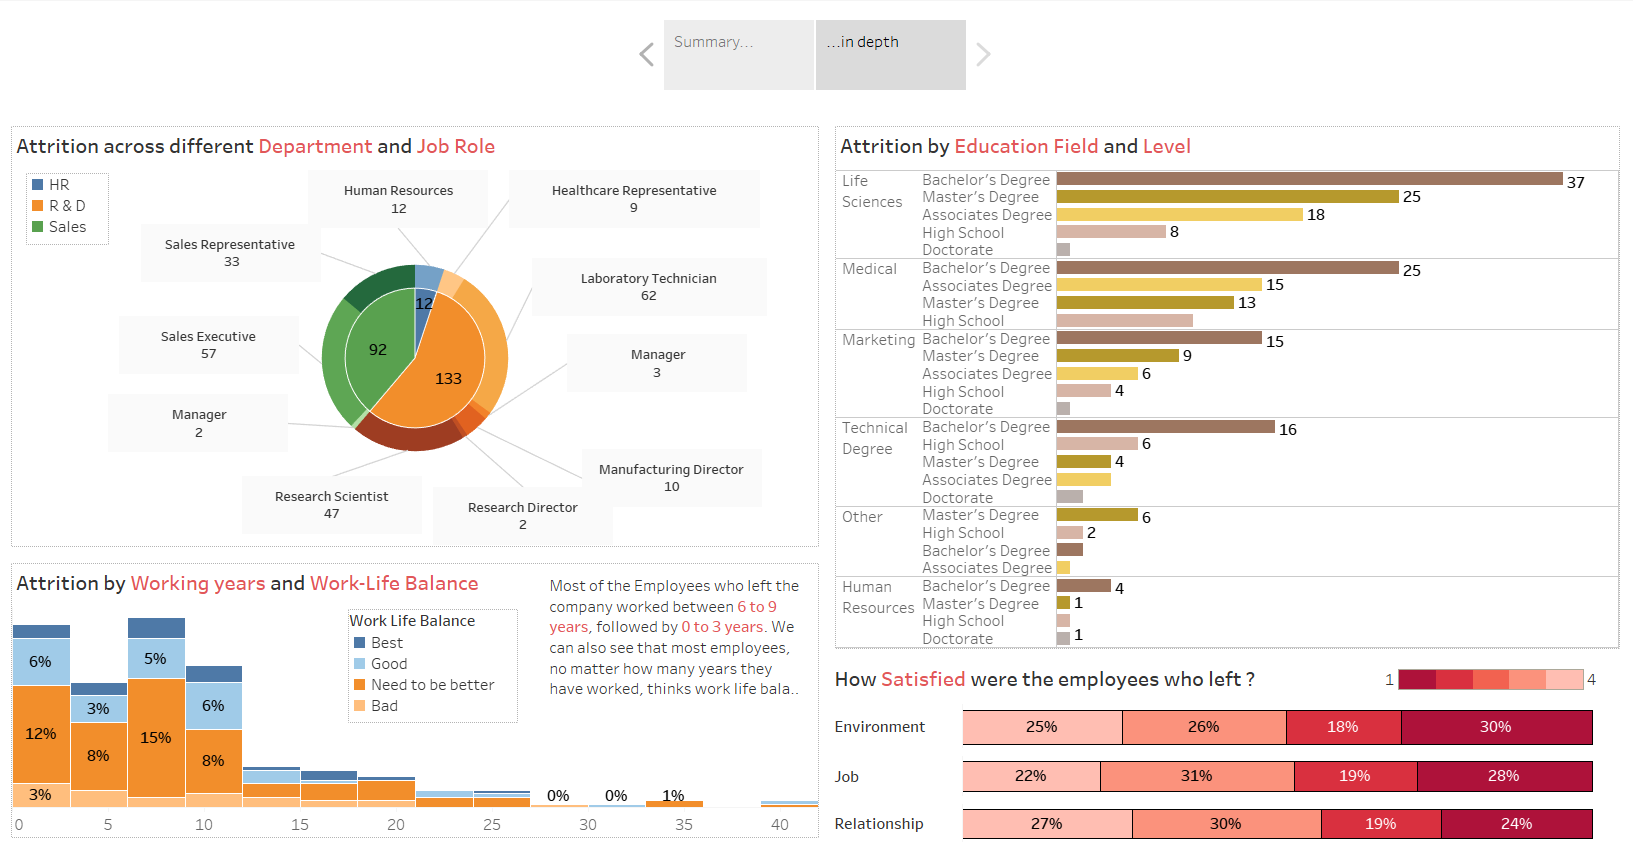 Summary...
...in depth
Attrition across different Department and Job Role
HR
R & D
Sales
Human Resources
12
Healthcare Representative
9
Sales Representative
33
Laboratory Technician
62
12
92
133
Sales Executive
57
Manager
3
Manager
2
Manufacturing Director
10
Research Scientist
47
Research Director
2
Attrition by Education Field and Level
Life
Sciences
Bachelor's Degree
37
Master's Degree
25
Associates Degree
18
High School
8
Doctorate
Medical
Bachelor's Degree
25
Associates Degree
15
Master's Degree
13
High School
Marketing
Bachelor's Degree
15
Master's Degree
9
Associates Degree
6
High School
4
Doctorate
Technical
Degree
Bachelor's Degree
16
High School
6
Master's Degree
4
Associates Degree
Doctorate
Other
Master's Degree
6
High School
2
Bachelor's Degree
Associates Degree
Human
Resources
Bachelor's Degree
4
Master's Degree
1
High School
Doctorate
1
Attrition by Working years and Work-Life Balance
Work Life Balance
Best
Good
Need to be better
Bad
Most of the Employees who left the
company worked between 6 to 9
years, followed by 0 to 3 years. We
can also see that most employees,
no matter how many years they
have worked, thinks work life bala..
6%
12%
3%
3%
8%
5%
15%
6%
8%
0%
0%
1%
0 5 10 15 20 25 30 35 40
How Satisfied were the employees who left ?
1
4
Environment
25% 26% 18% 30%
Job
22% 31% 19% 28%
Relationship
27% 30% 19% 24%